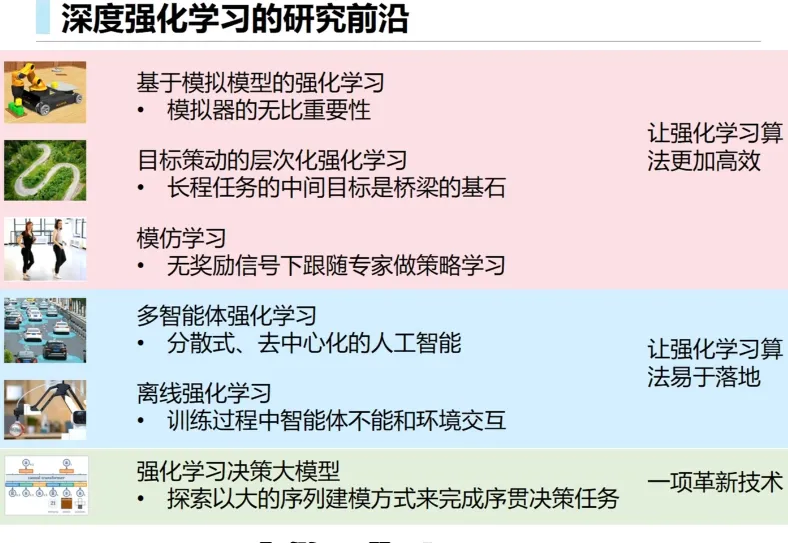 深度强化学习的研究前沿
基于模拟模型的强化学习
• 模拟器的无比重要性
目标策动的层次化强化学习
• 长程任务的中间目标是桥梁的基石
让强化学习算
法更加高效
模仿学习
• 无奖励信号下跟随专家做策略学习
多智能体强化学习
• 分散式、去中心化的人工智能
让强化学习算
法易于落地
离线强化学习
• 训练过程中智能体不能和环境交互
强化学习决策大模型
• 探索以大的序列建模方式来完成序贯决策任务
一项革新技术
causal transformer